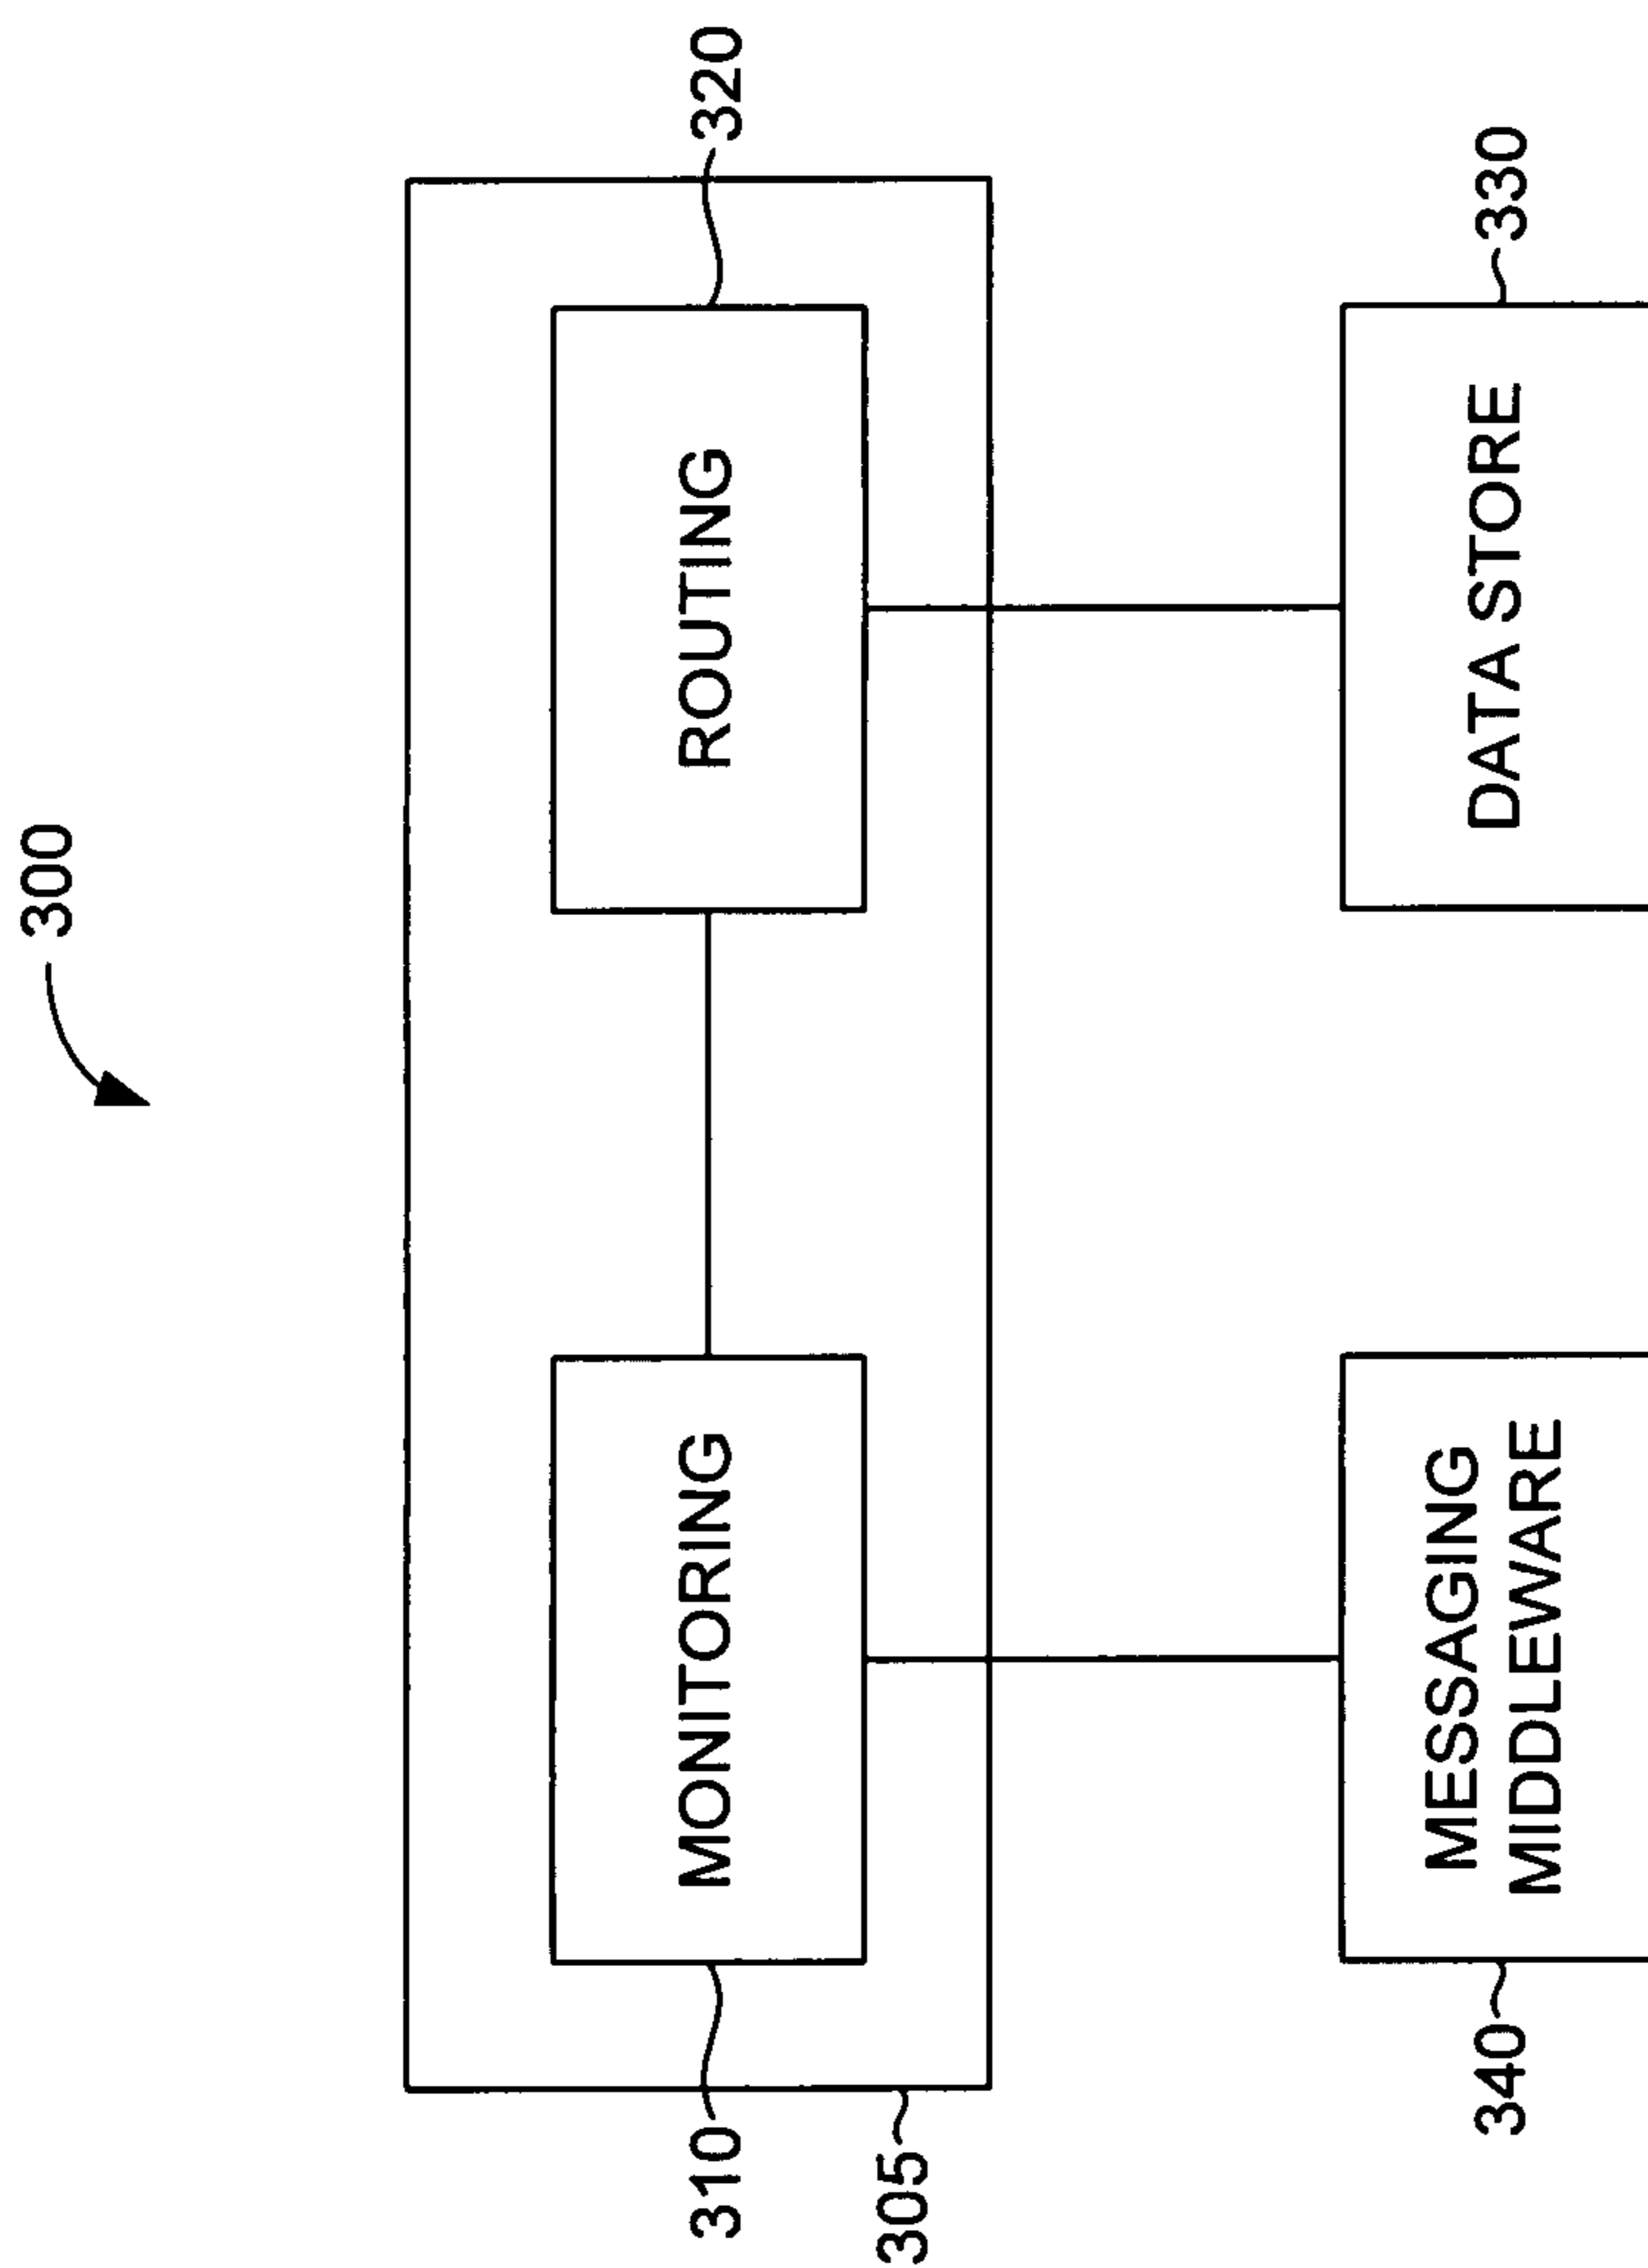 300
310
MONITORING
ROUTING
320
305
340
MESSAGING
MIDDLEWARE
DATA STORE
330